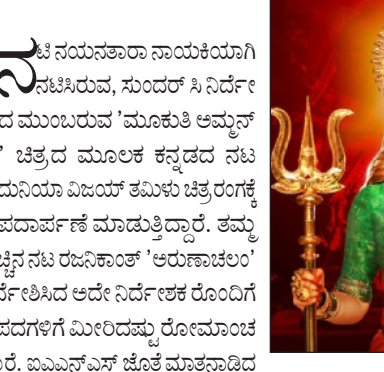 ನಟಿ ನಯನತಾರಾ ನಾಯಕಿಯಾಗಿ
ನಟಿಸಿರುವ, ಸುಂದರ್ ಸಿ ನಿರ್ದೇ
ದ ಮುಂಬರುವ 'ಮೂಕುತಿ ಅಮ್ಮನ್
' ಚಿತ್ರದ ಮೂಲಕ ಕನ್ನಡದ ನಟ
ದುನಿಯಾ ವಿಜಯ್ ತಮಿಳು ಚಿತ್ರರಂಗಕ್ಕೆ
ಪದಾರ್ಪಣೆ ಮಾಡುತ್ತಿದ್ದಾರೆ. ತಮ್ಮ
ಚ್ಚಿನ ನಟ ರಜನಿಕಾಂತ್ 'ಅರುಣಾಚಲಂ'
ರ್ದೇಶಿಸಿದ ಅದೇ ನಿರ್ದೇಶಕ ರೊಂದಿಗೆ
ಪದಗಳಿಗೆ ಮೀರಿದಷ್ಟು ರೋಮಾಂಚ
ರೆ. ಐಎಎನ್‌ಎಸ್ ಜೊತೆ ಮಾತನಾಡಿದ